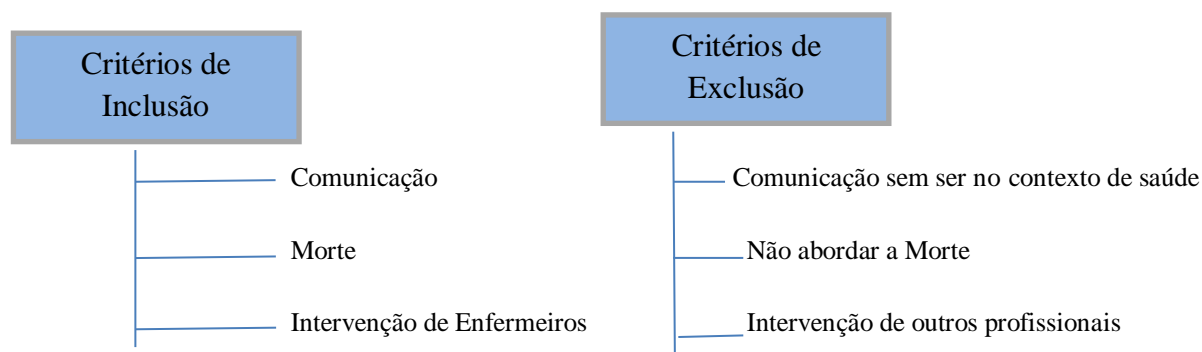 Critérios de
Inclusão
Comunicação
Morte
Intervenção de Enfermeiros
Critérios de
Exclusão
Comunicação sem ser no contexto de saúde
Não abordar a Morte
Intervenção de outros profissionais